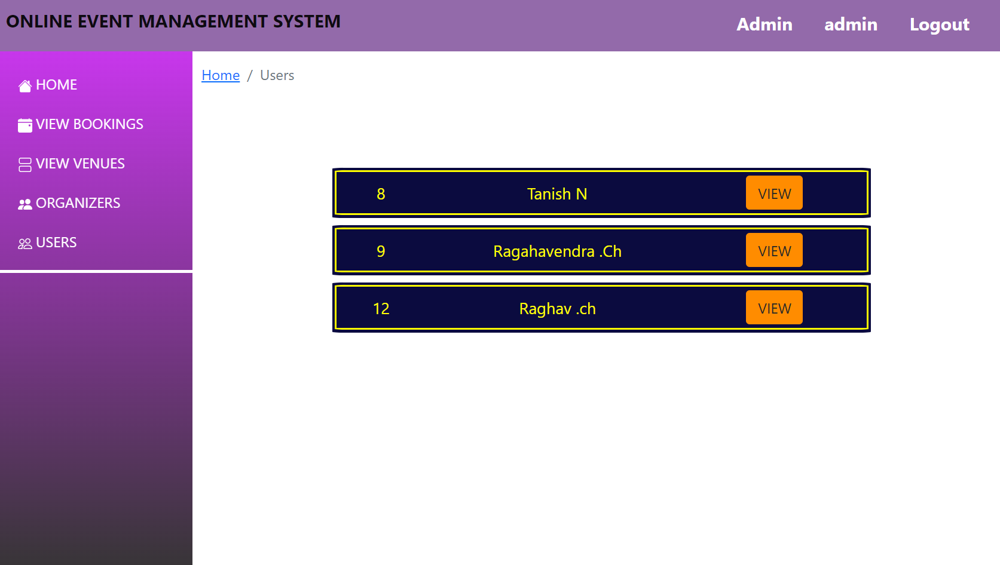 ONLINE EVENT MANAGEMENT SYSTEM
Admin admin Logout
HOME
VIEW BOOKINGS
VIEW VENUES
ORGANIZERS
USERS
Home / Users
8 Tanish N VIEW
9 Ragahavendra .Ch VIEW
12 Raghav .ch VIEW